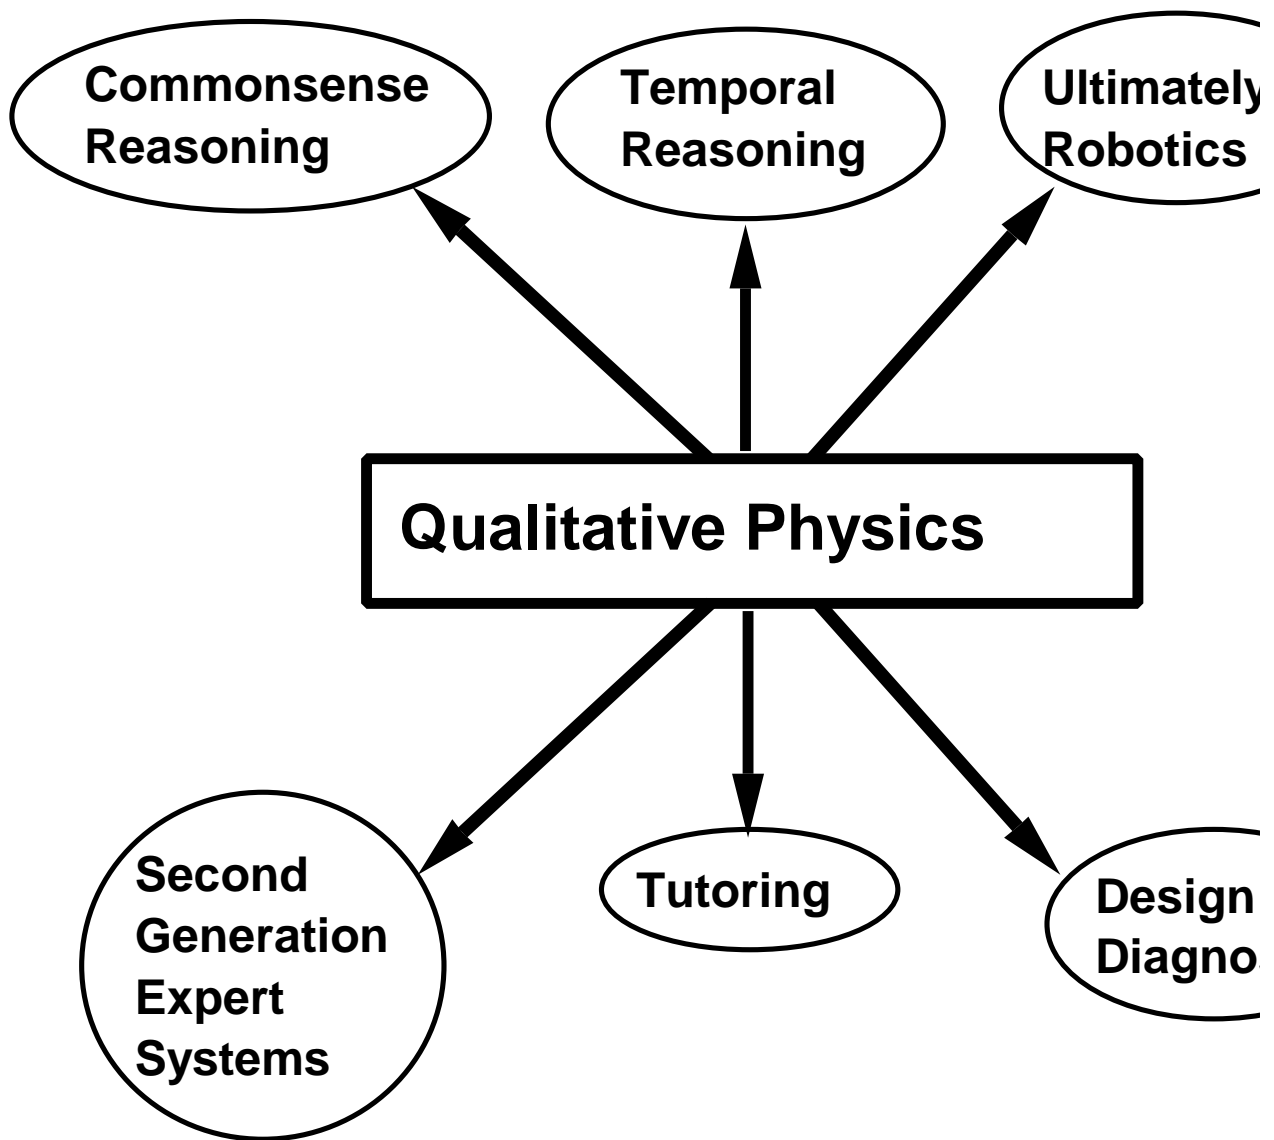 Commonsense
Reasoning
Temporal
Reasoning
Ultimately
Robotics
Qualitative Physics
Second
Generation
Expert
Systems
Tutoring
Design